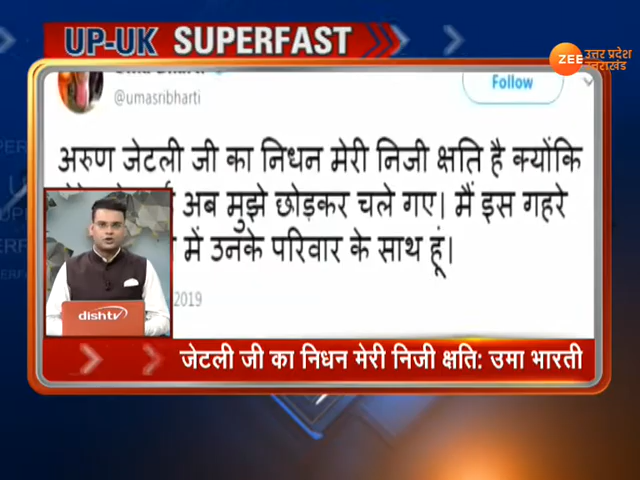 UP-UK SUPERFAST
ZEE उत्तर प्रदेश
उत्तराखंड
@umasribharti
Follow
अरुण जेटली जी का निधन मेरी निजी क्षति है क्योंकि
अब मुझे छोड़कर चले गए। मैं इस गहरे
में उनके परिवार के साथ हूं।
2019
dishtv
जेटली जी का निधन मेरी निजी क्षति: उमा भारती